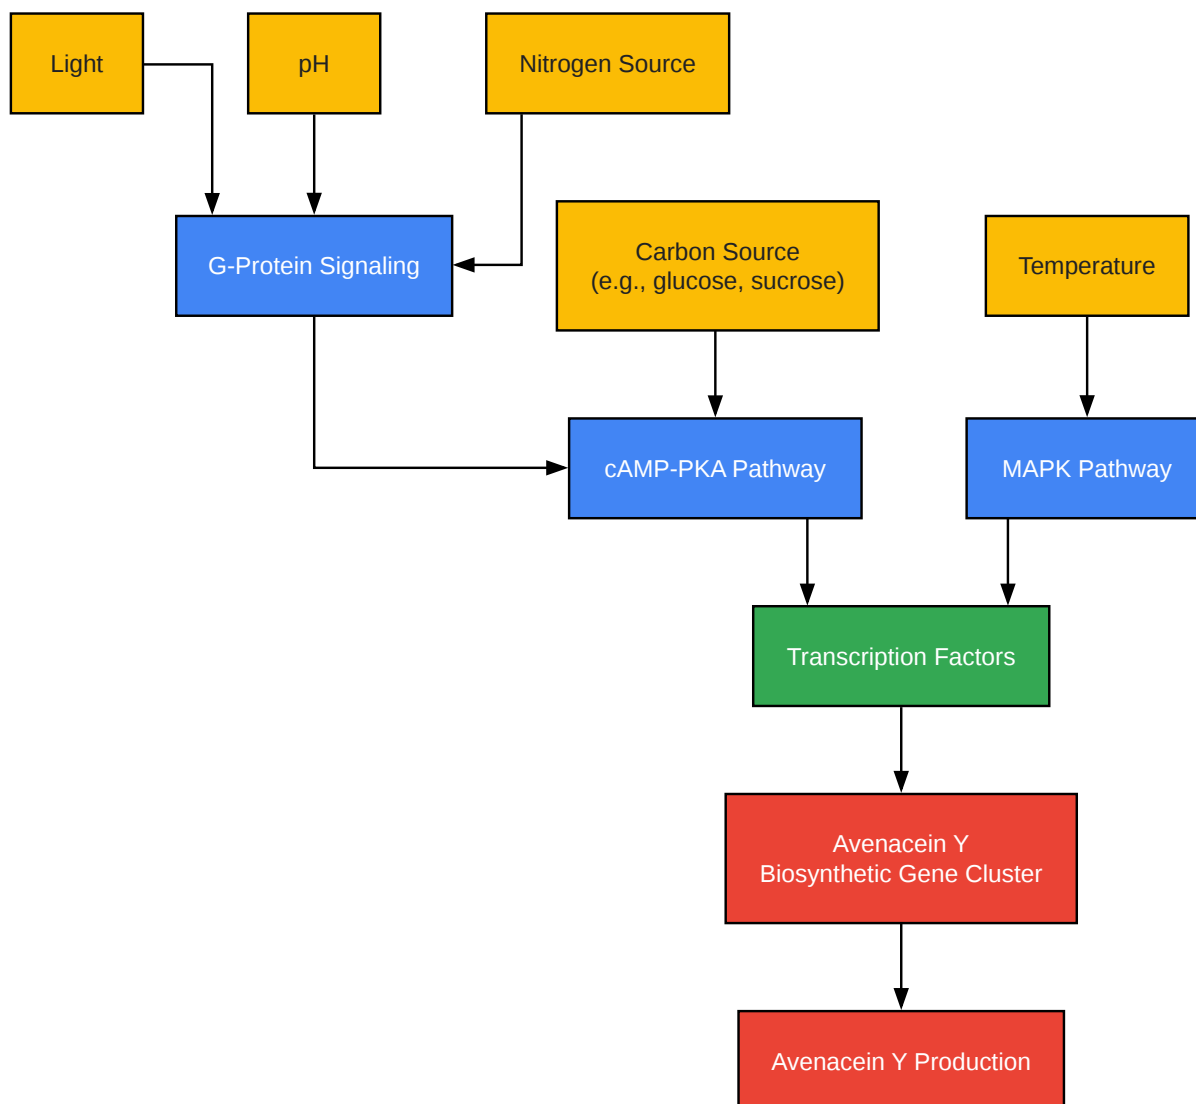 Light
pH
Nitrogen Source
G-Protein Signaling
Carbon Source
(e.g., glucose, sucrose)
Temperature
cAMP-PKA Pathway
MAPK Pathway
Transcription Factors
Avenacein Y
Biosynthetic Gene Cluster
Avenacein Y Production